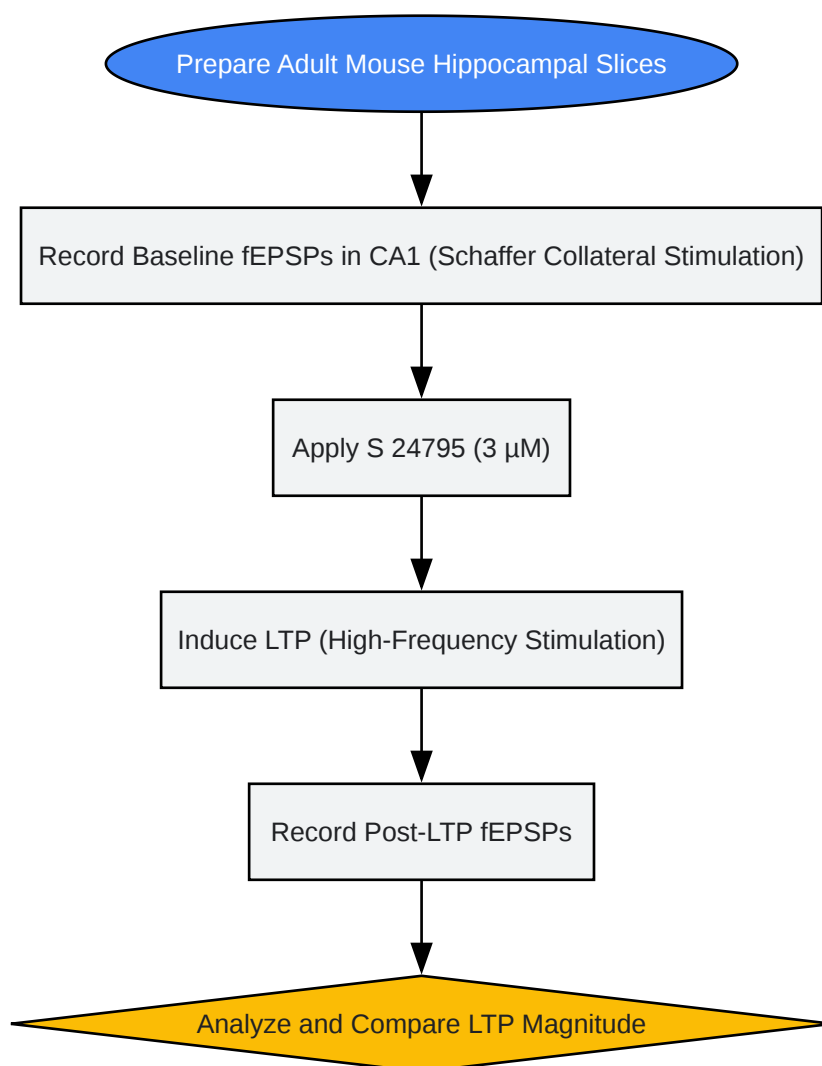 Prepare Adult Mouse Hippocampal Slices
Record Baseline fEPSPs in CA1 (Schaffer Collateral Stimulation)
Apply S 24795 (3 µM)
Induce LTP (High-Frequency Stimulation)
Record Post-LTP fEPSPs
Analyze and Compare LTP Magnitude